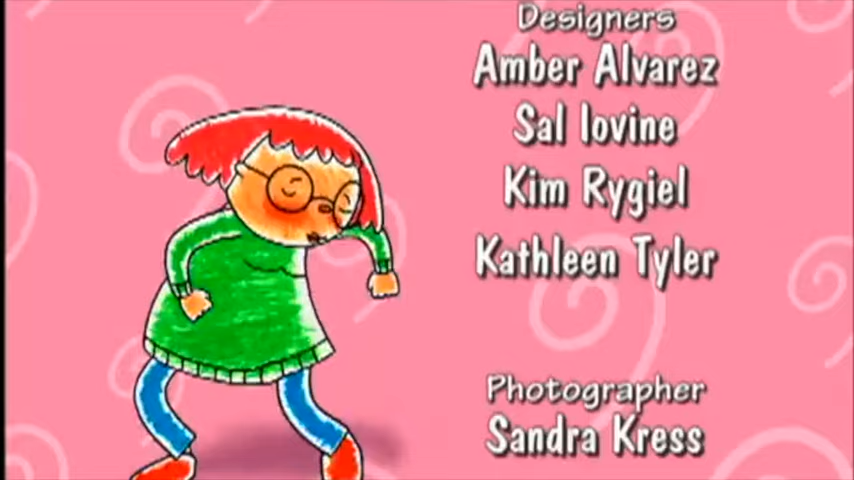 Designers
Amber Alvarez
Sal Iovine
Kim Rygiel
Kathleen Tyler
Photographer
Sandra Kress